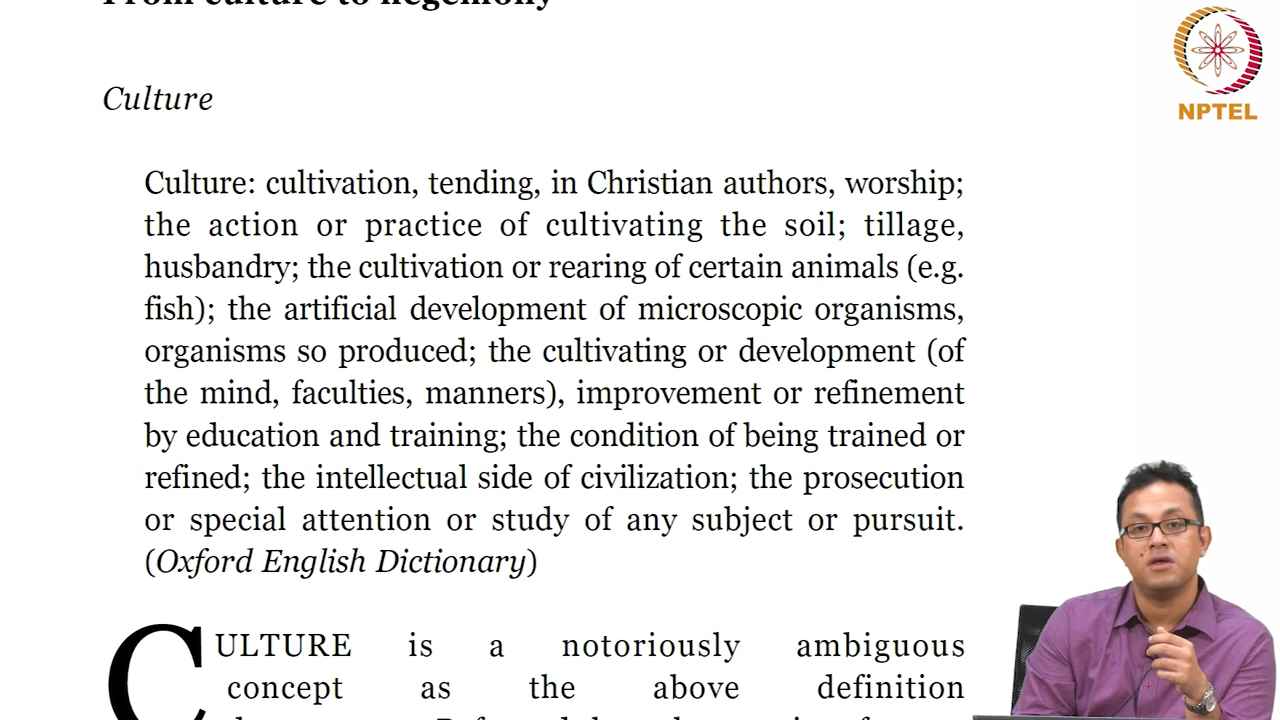 From culture to hegemony
NPTEL
Culture
Culture: cultivation, tending, in Christian authors, worship;
the action or practice of cultivating the soil; tillage,
husbandry; the cultivation or rearing of certain animals (e.g.
fish); the artificial development of microscopic organisms,
organisms so produced; the cultivating or development (of
the mind, faculties, manners), improvement or refinement
by education and training; the condition of being trained or
refined; the intellectual side of civilization; the prosecution
or special attention or study of any subject or pursuit.
(Oxford English Dictionary)
CULTURE is a notoriously ambiguous
concept as the above definition